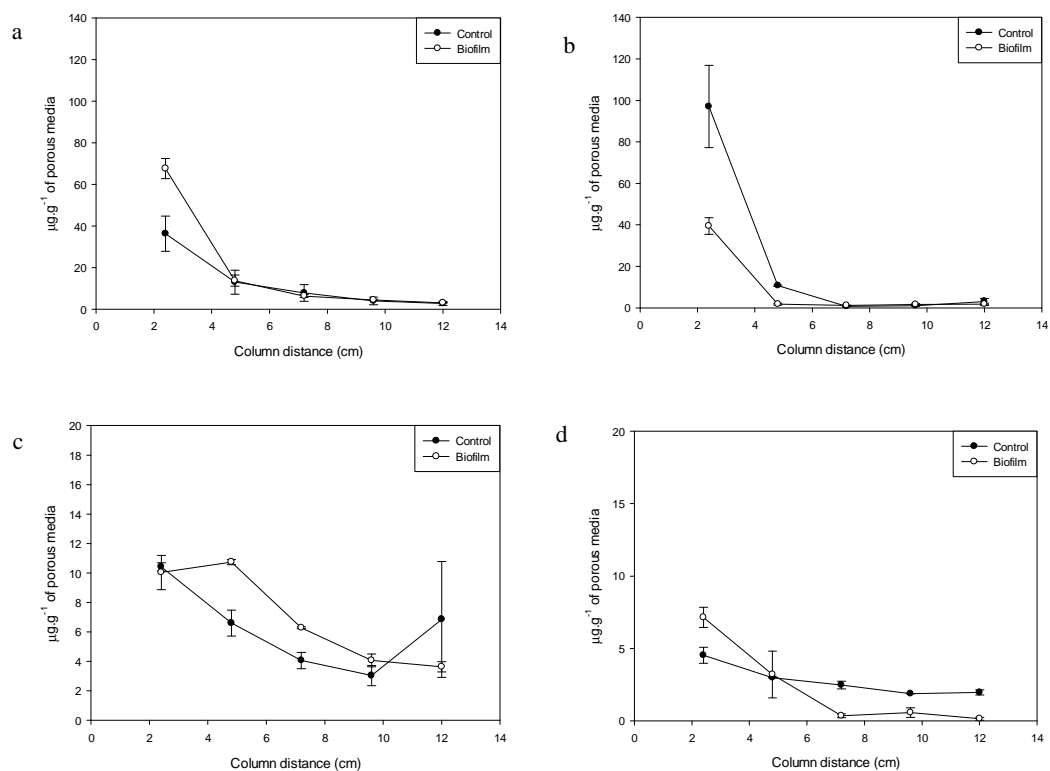 a
140
120
100
80
60
40
20
0
µg.g⁻¹ of porous media
0 2 4 6 8 10 12 14
Column distance (cm)
Control
Biofilm
b
140
120
100
80
60
40
20
0
µg.g⁻¹ of porous media
0 2 4 6 8 10 12 14
Column distance (cm)
Control
Biofilm
c
20
18
16
14
12
10
8
6
4
2
0
µg.g⁻¹ of porous media
0 2 4 6 8 10 12 14
Column distance (cm)
Control
Biofilm
d
20
15
10
5
0
µg.g⁻¹ of porous media
0 2 4 6 8 10 12 14
Column distance (cm)
Control
Biofilm